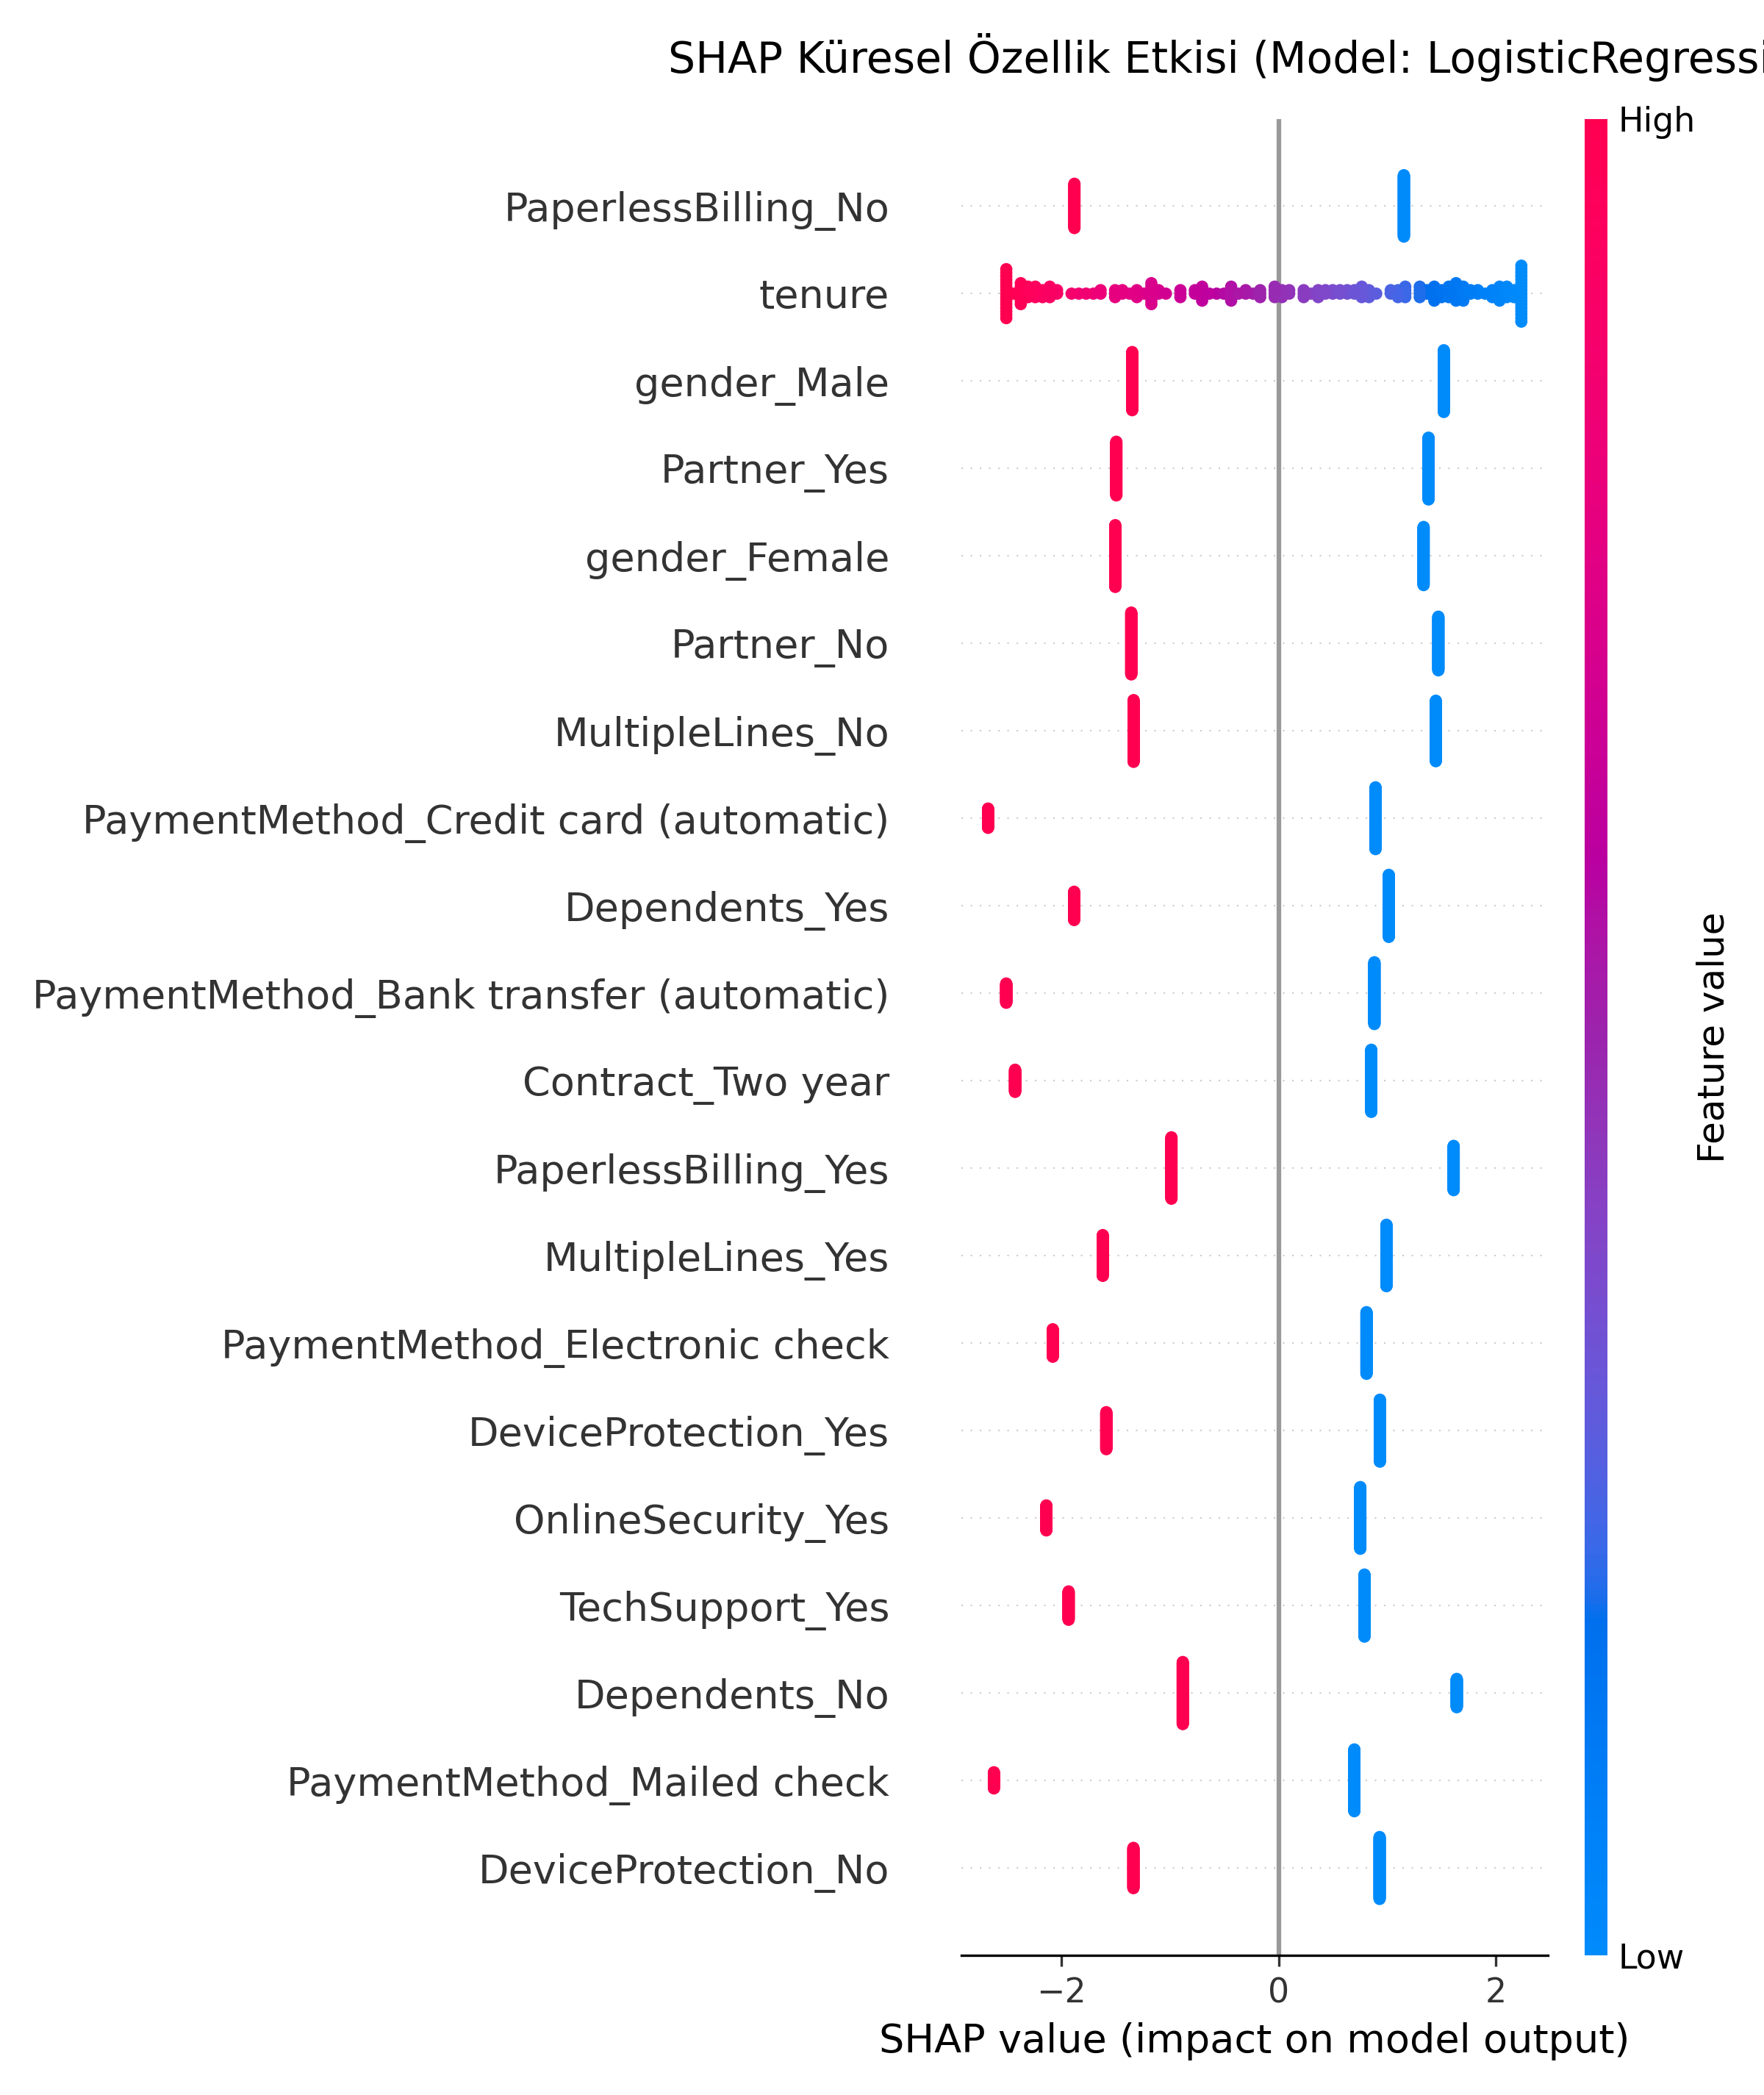 SHAP Küresel Özellik Etkisi (Model: LogisticRegressi
High
PaperlessBilling_No
tenure
gender_Male
Partner_Yes
gender_Female
Partner_No
MultipleLines_No
PaymentMethod_Credit card (automatic)
Dependents_Yes
PaymentMethod_Bank transfer (automatic)
Contract_Two year
PaperlessBilling_Yes
MultipleLines_Yes
PaymentMethod_Electronic check
DeviceProtection_Yes
OnlineSecurity_Yes
TechSupport_Yes
Dependents_No
PaymentMethod_Mailed check
DeviceProtection_No
Feature value
Low
−2 0 2
SHAP value (impact on model output)